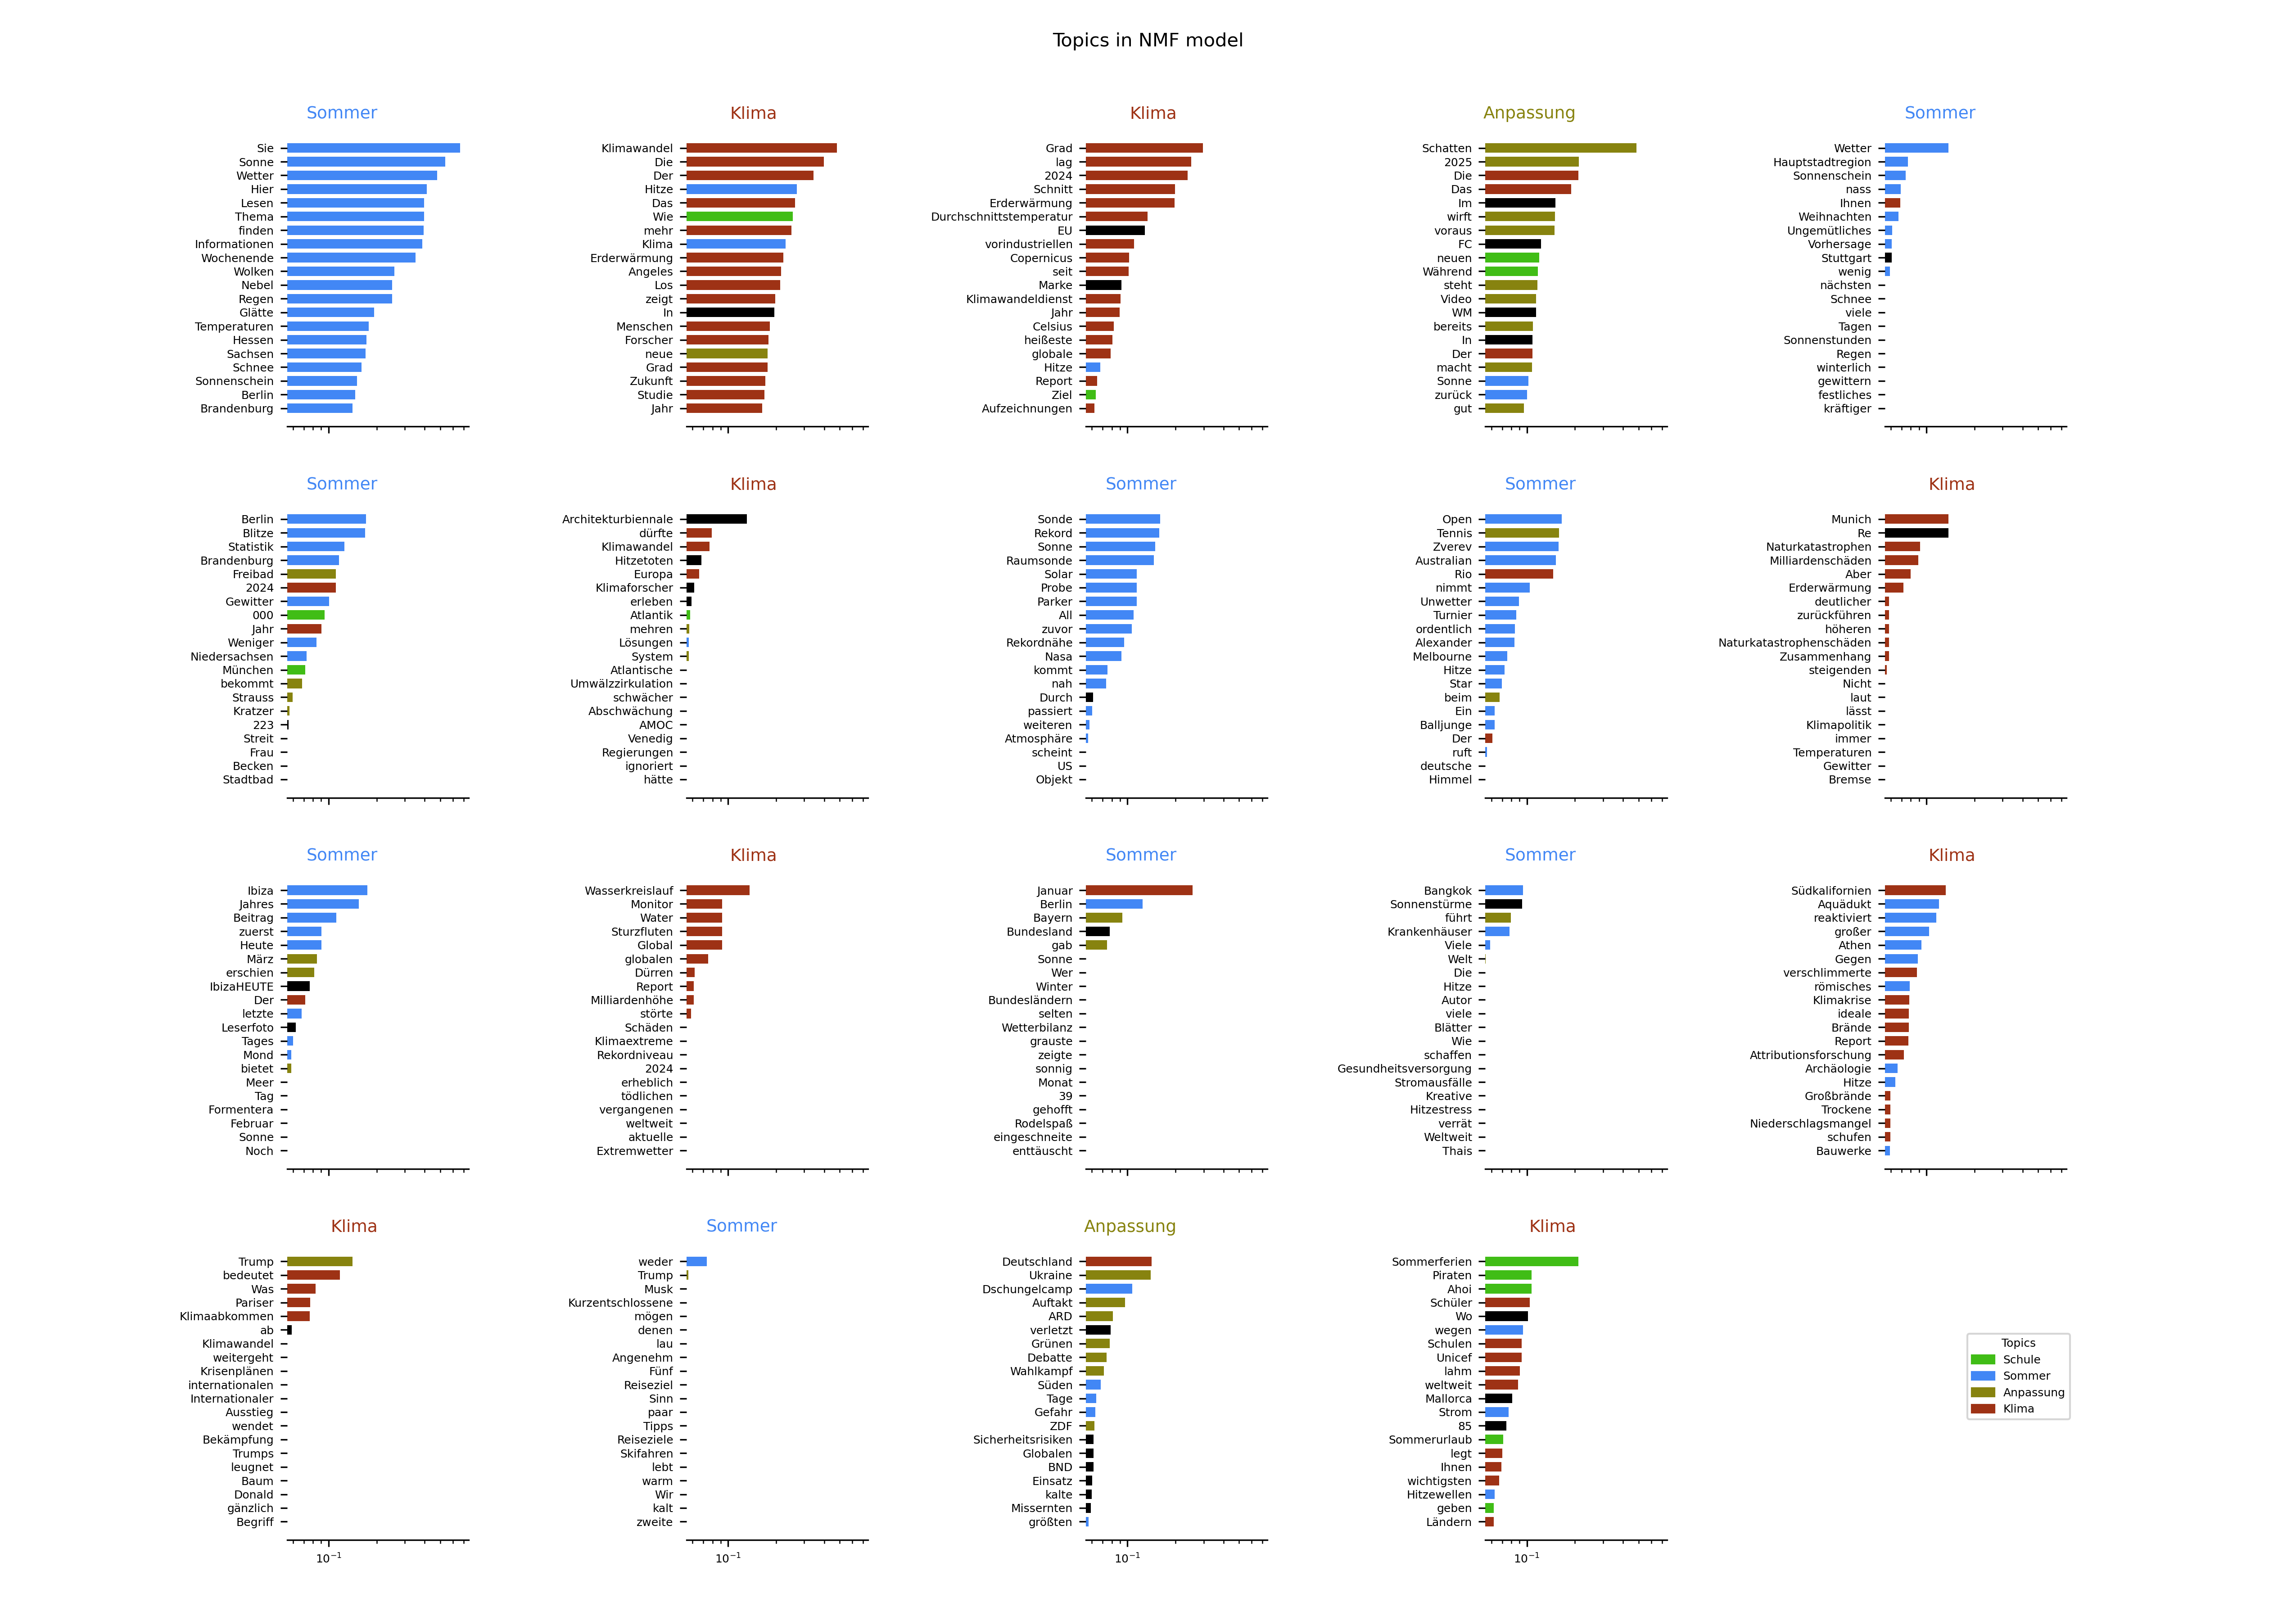 Topics in NMF model
Sommer
Sie
Sonne
Wetter
Hier
Lesen
Thema
finden
Informationen
Wochenende
Wolken
Nebel
Regen
Glätte
Temperaturen
Hessen
Sachsen
Schnee
Sonnenschein
Berlin
Brandenburg
Klima
Klimawandel
Die
Der
Hitze
Das
Wie
mehr
Klima
Erderwärmung
Angeles
Los
zeigt
In
Menschen
Forscher
neue
Grad
Zukunft
Studie
Jahr
Klima
Grad
lag
2024
Schnitt
Erderwärmung
Durchschnittstemperatur
EU
vorindustriellen
Copernicus
seit
Marke
Klimawandeldienst
Jahr
Celsius
heißeste
globale
Hitze
Report
Ziel
Aufzeichnungen
Anpassung
Schatten
2025
Die
Das
Im
wirft
voraus
FC
neuen
Während
steht
Video
WM
bereits
In
Der
macht
Sonne
zurück
gut
Sommer
Wetter
Hauptstadtregion
Sonnenschein
nass
Ihnen
Weihnachten
Ungemütliches
Vorhersage
Stuttgart
wenig
nächsten
Schnee
viele
Tagen
Sonnenstunden
Regen
winterlich
gewittern
festliches
kräftiger
Sommer
Berlin
Blitze
Statistik
Brandenburg
Freibad
2024
Gewitter
000
Jahr
Weniger
Niedersachsen
München
bekommt
Strauss
Kratzer
223
Streit
Frau
Becken
Stadtbad
Klima
Architekturbiennale
dürfte
Klimawandel
Hitzetoten
Europa
Klimaforscher
erleben
Atlantik
mehren
Lösungen
System
Atlantische
Umwälzzirkulation
schwächer
Abschwächung
AMOC
Venedig
Regierungen
ignoriert
hätte
Sommer
Sonde
Rekord
Sonne
Raumsonde
Solar
Probe
Parker
All
zuvor
Rekordnähe
Nasa
kommt
nah
Durch
passiert
weiteren
Atmosphäre
scheint
US
Objekt
Sommer
Open
Tennis
Zverev
Australian
Rio
nimmt
Unwetter
Turnier
ordentlich
Alexander
Melbourne
Hitze
Star
beim
Ein
Balljunge
Der
ruft
deutsche
Himmel
Klima
Munich
Re
Naturkatastrophen
Milliardenschäden
Aber
Erderwärmung
deutlicher
zurückführen
höheren
Naturkatastrophenschäden
Zusammenhang
steigenden
Nicht
laut
lässt
Klimapolitik
immer
Temperaturen
Gewitter
Bremse
Sommer
Ibiza
Jahres
Beitrag
zuerst
Heute
März
erschien
IbizaHEUTE
Der
letzte
Leserfoto
Tages
Mond
bietet
Meer
Tag
Formentera
Februar
Sonne
Noch
Klima
Wasserkreislauf
Monitor
Water
Sturzfluten
Global
globalen
Dürren
Report
Milliardenhöhe
störte
Schäden
Klimaextreme
Rekordniveau
2024
erheblich
tödlichen
vergangenen
weltweit
aktuelle
Extremwetter
Sommer
Januar
Berlin
Bayern
Bundesland
gab
Sonne
Wer
Winter
Bundesländern
selten
Wetterbilanz
grauste
zeigte
sonnig
Monat
39
gehofft
Rodelspaß
eingeschneite
enttäuscht
Sommer
Bangkok
Sonnenstürme
führt
Krankenhäuser
Viele
Welt
Die
Hitze
Autor
viele
Blätter
Wie
schaffen
Gesundheitsversorgung
Stromausfälle
Kreative
Hitzestress
verrät
Weltweit
Thais
Klima
Südkalifornien
Aquädukt
reaktiviert
großer
Athen
Gegen
verschlimmerte
römisches
Klimakrise
ideale
Brände
Report
Attributionsforschung
Archäologie
Hitze
Großbrände
Trockene
Niederschlagsmangel
schufen
Bauwerke
Klima
Trump
bedeutet
Was
Pariser
Klimaabkommen
ab
Klimawandel
weitergeht
Krisenplänen
internationalen
Internationaler
Ausstieg
wendet
Bekämpfung
Trumps
leugnet
Baum
Donald
gänzlich
Begriff
10⁻¹
Sommer
weder
Trump
Musk
Kurzentschlossene
mögen
denen
lau
Angenehm
Fünf
Reiseziel
Sinn
paar
Tipps
Reiseziele
Skifahren
lebt
warm
Wir
kalt
zweite
10⁻¹
Anpassung
Deutschland
Ukraine
Dschungelcamp
Auftakt
ARD
verletzt
Grünen
Debatte
Wahlkampf
Süden
Tage
Gefahr
ZDF
Sicherheitsrisiken
Globalen
BND
Einsatz
kalte
Missernten
größten
10⁻¹
Klima
Sommerferien
Piraten
Ahoi
Schüler
Wo
wegen
Schulen
Unicef
lahm
weltweit
Mallorca
Strom
85
Sommerurlaub
legt
Ihnen
wichtigsten
Hitzewellen
geben
Ländern
10⁻¹
Topics
Schule
Sommer
Anpassung
Klima